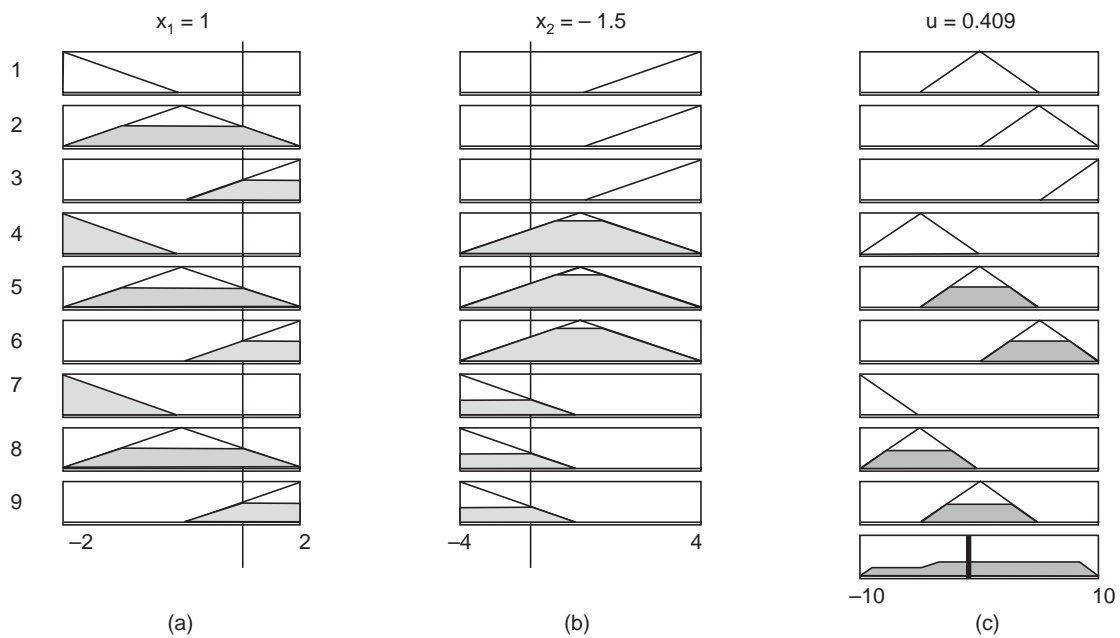 x₁ = 1
x₂ = – 1.5
u = 0.409
1
2
3
4
5
6
7
8
9
–2
2
–4
4
–10
10
(a)
(b)
(c)